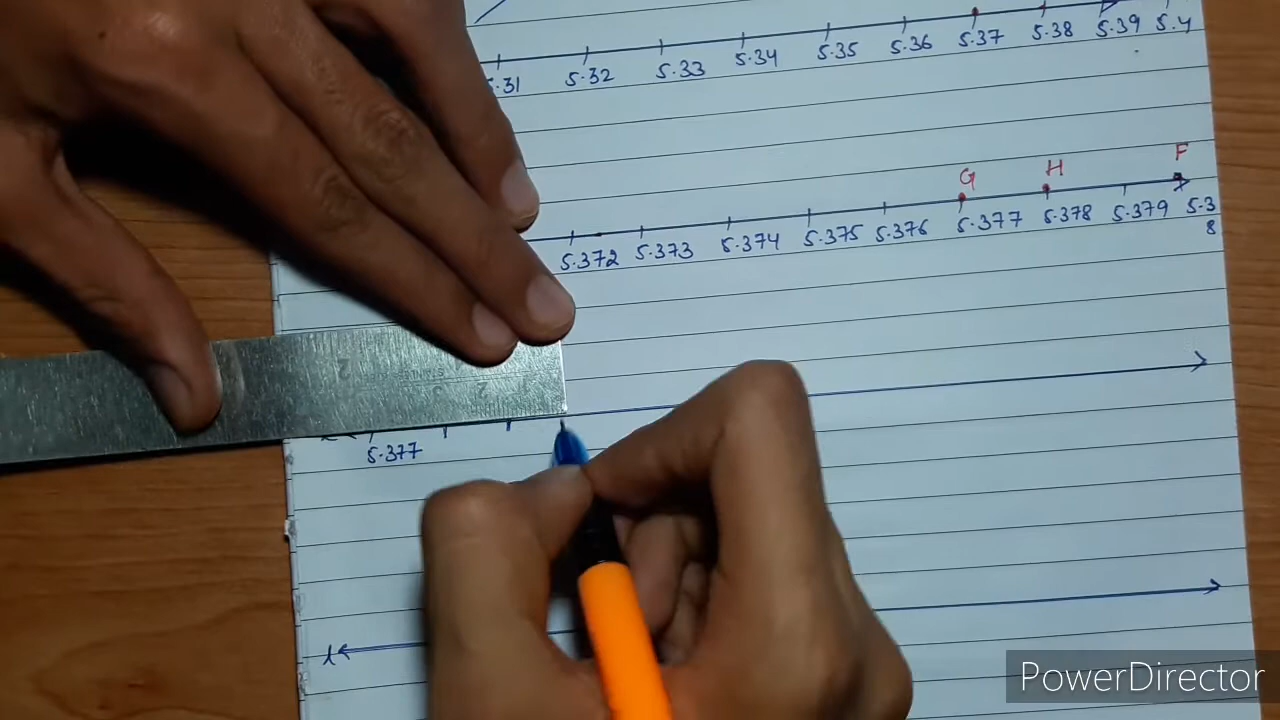 .31 5.32 5.33 5.34 5.35 5.36 5.37 5.38 5.39 5.4
G H F
5.372 5.373 5.374 5.375 5.376 5.377 5.378 5.379 5.3
8
5.377
l
PowerDirector